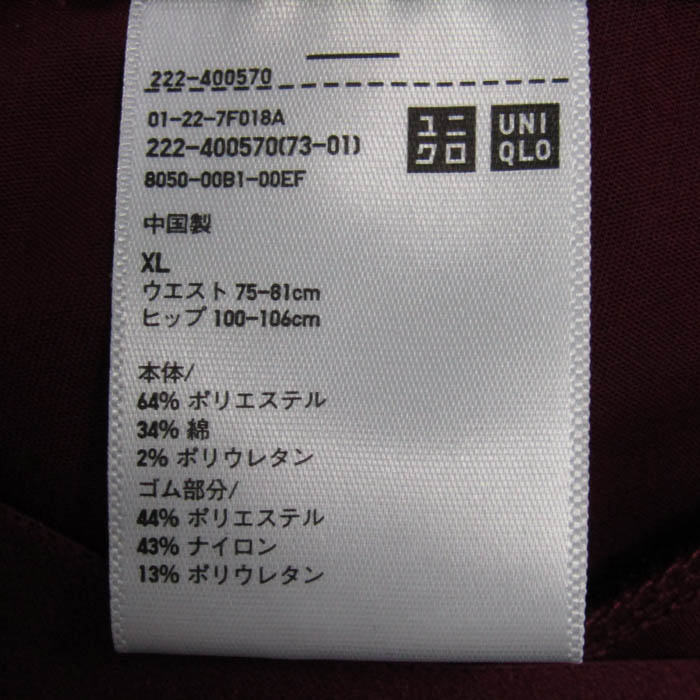 222-400570
01-22-7F018A
222-400570(73-01)
8050-00B1-00EF
ユニ
クロ
UNI
QLO
中国製
XL
ウエスト 75-81cm
ヒップ 100-106cm
本体/
64% ポリエステル
34% 綿
2% ポリウレタン
ゴム部分/
44% ポリエステル
43% ナイロン
13% ポリウレタン